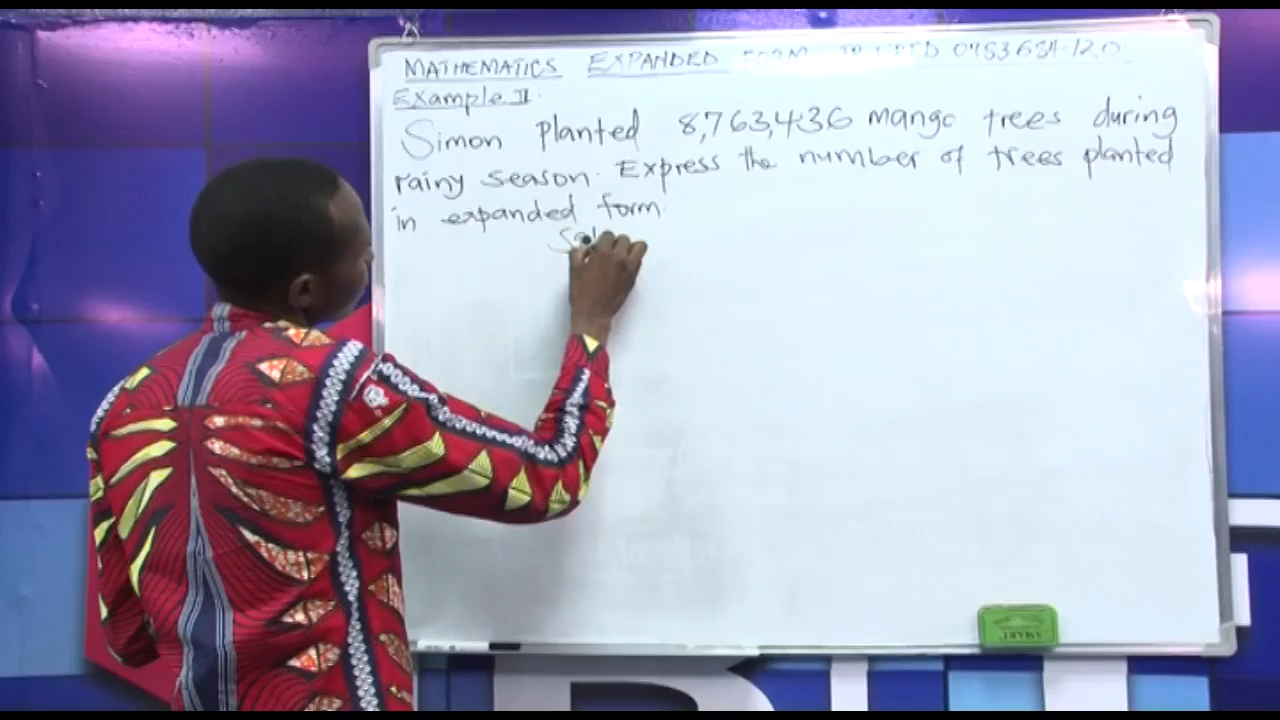 MATHEMATICS EXPANDED FORM
Example II.
Simon planted 8,763,436 mango trees during
rainy season. Express the number of trees planted
in expanded form.
SMART